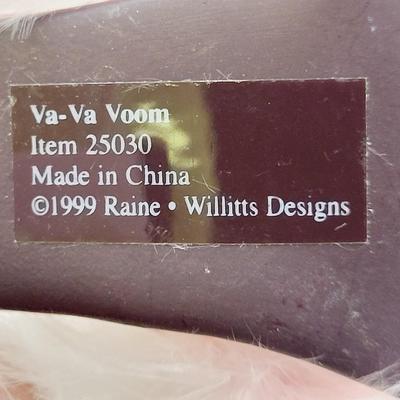 Va-Va Voom
Item 25030
Made in China
©1999 Raine • Willitts Designs